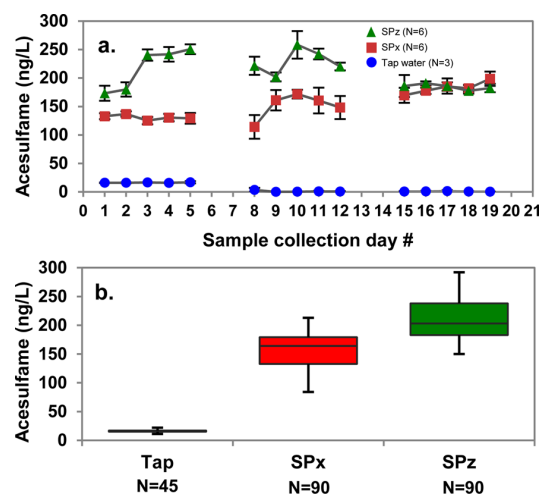 a.
SPz (N=6)
SPx (N=6)
Tap water (N=3)
Acesulfame (ng/L)
300
250
200
150
100
50
0
0 1 2 3 4 5 6 7 7 8 9 10 11 12 13 14 15 16 17 18 19 20 21
Sample collection day #
b.
Acesulfame (ng/L)
300
250
200
150
100
50
0
Tap SPx SPz
N=45 N=90 N=90